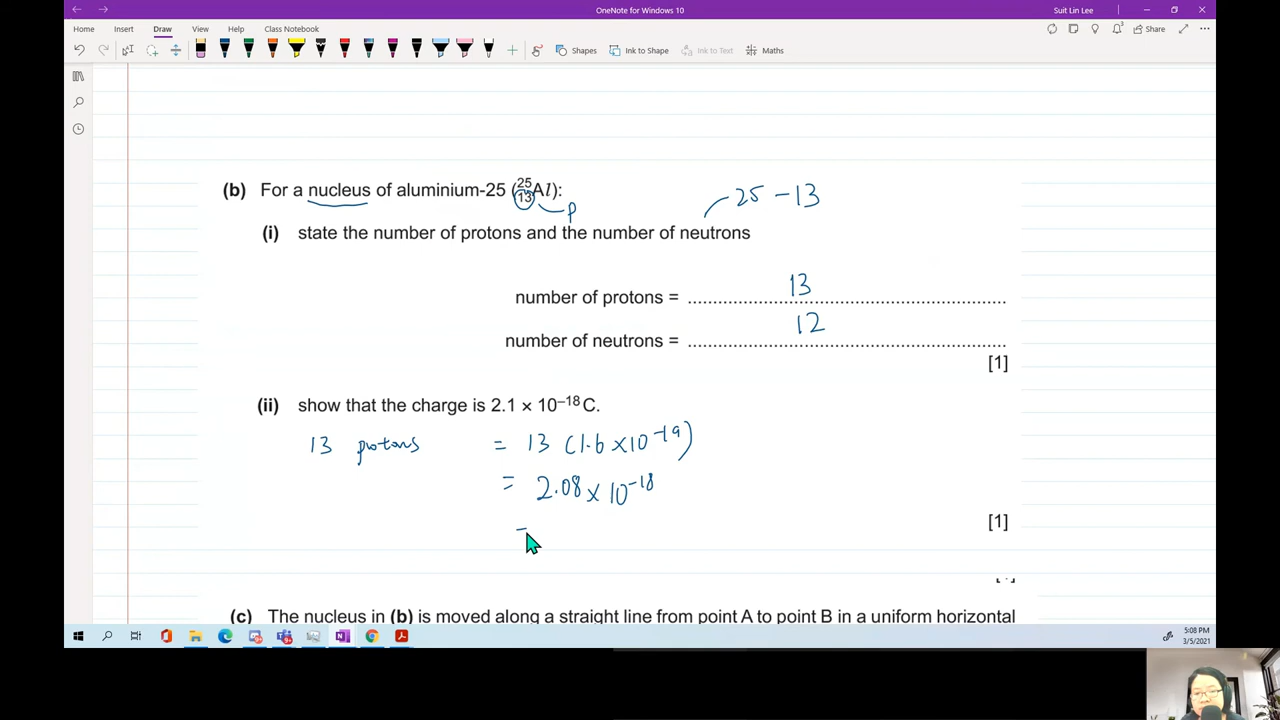 OneNote for Windows 10
Suit Lin Lee
Home Insert Draw View Help Class Notebook
Share
Shapes Ink to Shape Ink to Text Maths
(b) For a nucleus of aluminium-25 (²⁵₁₃Al):
p
25 - 13
(i) state the number of protons and the number of neutrons
number of protons = 13
number of neutrons = 12
[1]
(ii) show that the charge is 2.1 × 10⁻¹⁸ C.
13 protons = 13 (1.6 × 10⁻¹⁹)
= 2.08 × 10⁻¹⁸
[1]
(c) The nucleus in (b) is moved along a straight line from point A to point B in a uniform horizontal
5:08 PM
3/5/2021